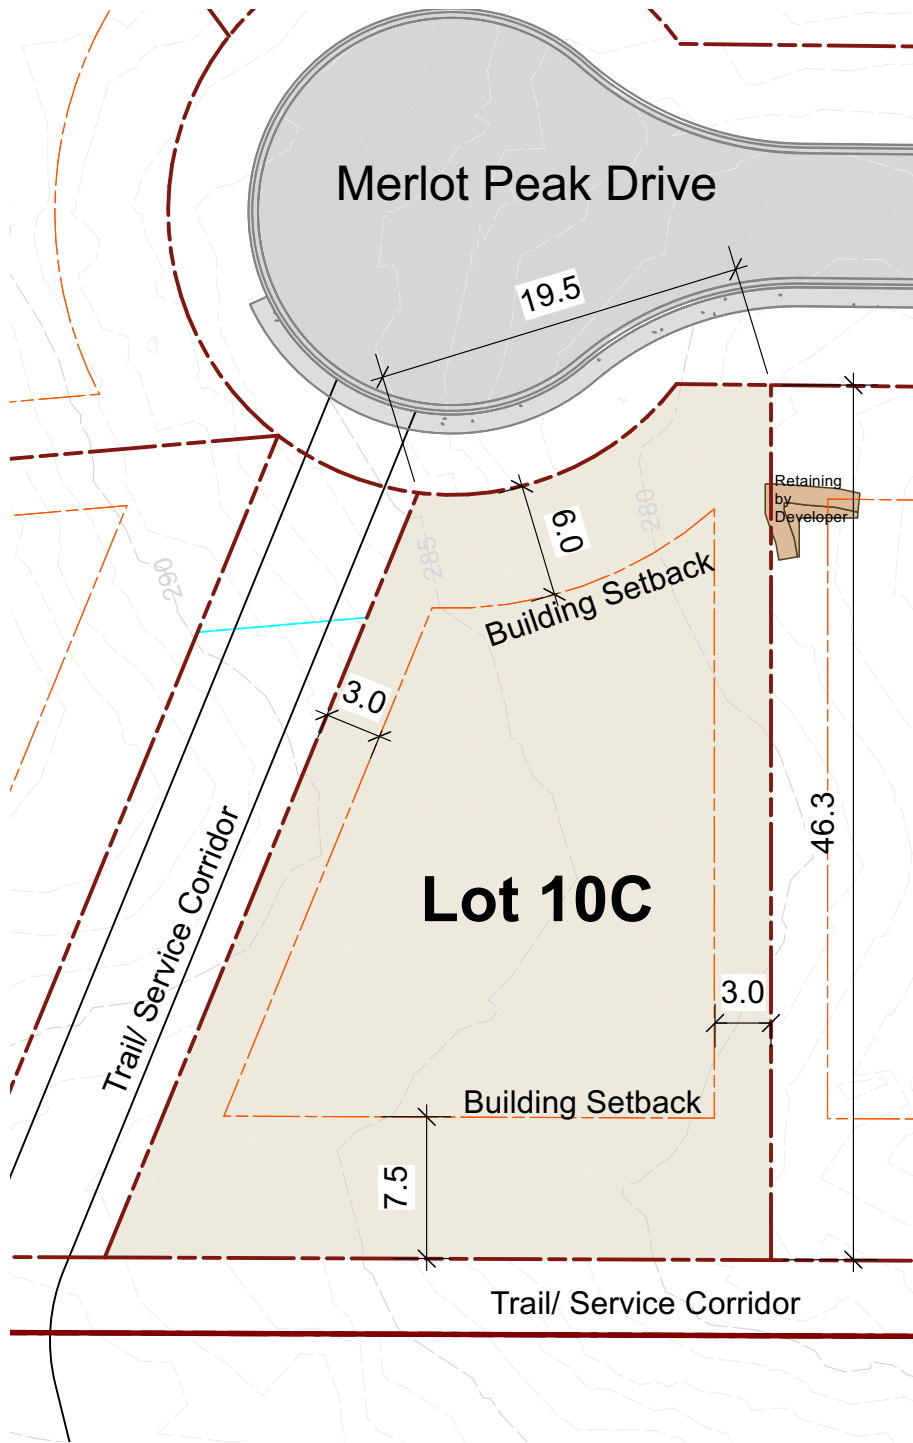 Merlot Peak Drive
19.5
Retaining
by
Developer
280
6.0
285
290
Building Setback
3.0
46.3
Trail/ Service Corridor
Lot 10C
3.0
Building Setback
7.5
Trail/ Service Corridor